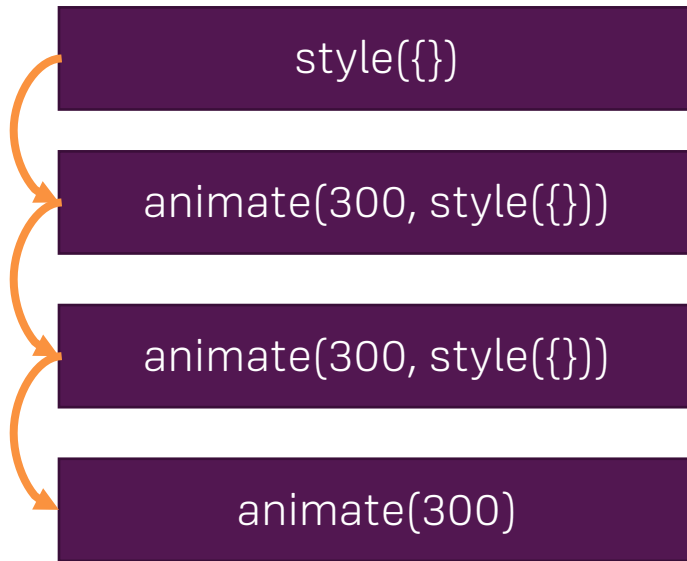 style({})
animate(300, style({}))
animate(300, style({}))
animate(300)